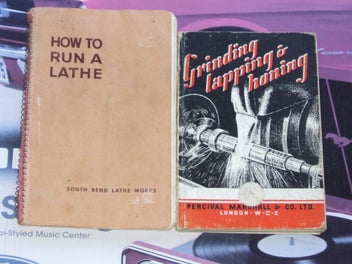 HOW TO
RUN A
LATHE
SOUTH BEND LATHE WORKS
Grinding
lapping &
honing
PERCIVAL MARSHALL & CO. LTD.
LONDON · W · C · 2
or-Styled Music Center